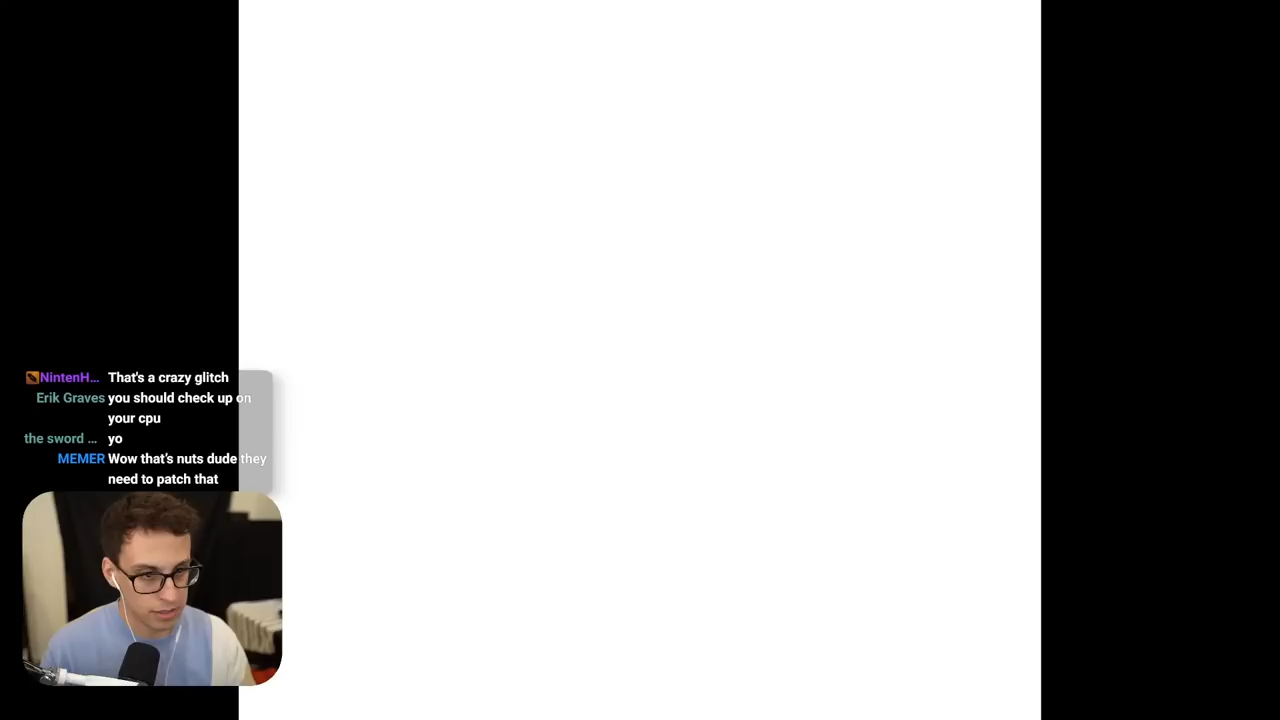 NintenH... That's a crazy glitch
Erik Graves you should check up on
your cpu
the sword ... yo
MEMER Wow that's nuts dude they
need to patch that